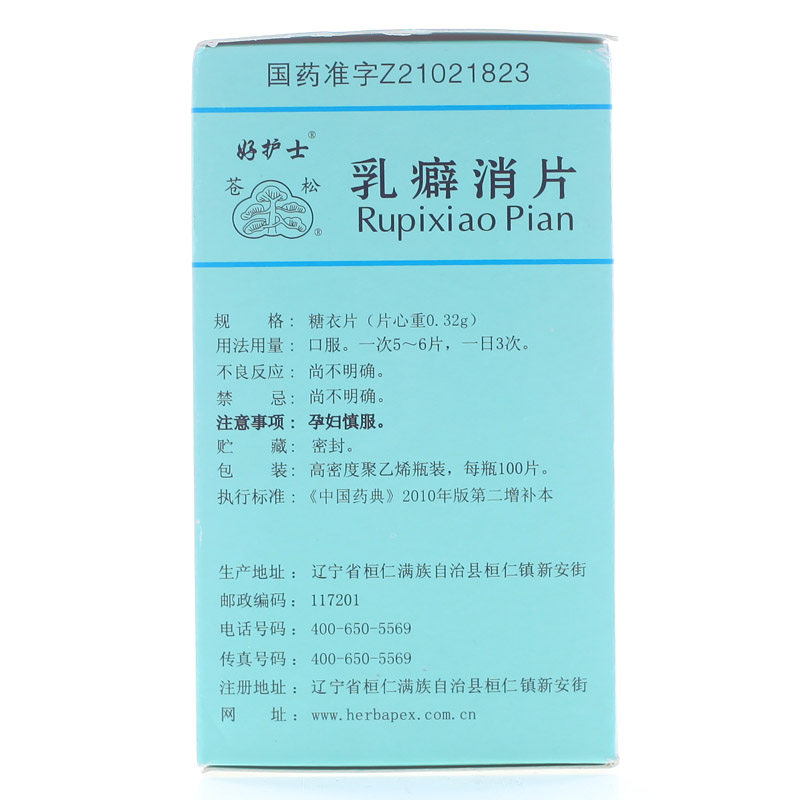 国药准字Z21021823
好护士®
苍松®
乳癖消片
Rupixiao Pian
规格：糖衣片（片心重0.32g）
用法用量：口服。一次5～6片，一日3次。
不良反应：尚不明确。
禁忌：尚不明确。
注意事项：孕妇慎服。
贮藏：密封。
包装：高密度聚乙烯瓶装，每瓶100片。
执行标准：《中国药典》2010年版第二增补本
生产地址：辽宁省桓仁满族自治县桓仁镇新安街
邮政编码：117201
电话号码：400-650-5569
传真号码：400-650-5569
注册地址：辽宁省桓仁满族自治县桓仁镇新安街
网址：www.herbapex.com.cn